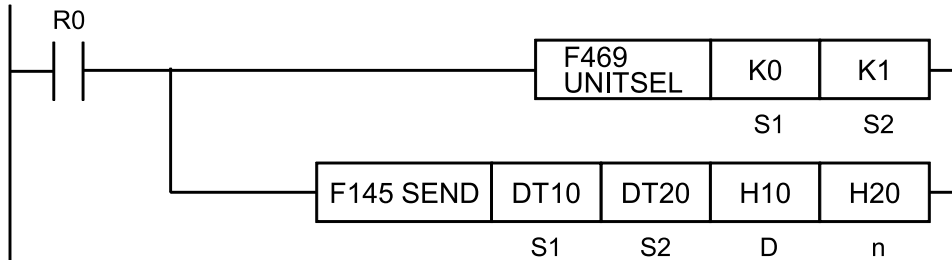 R0
F469 UNITSEL K0 K1
S1 S2
F145 SEND DT10 DT20 H10 H20
S1 S2 D n